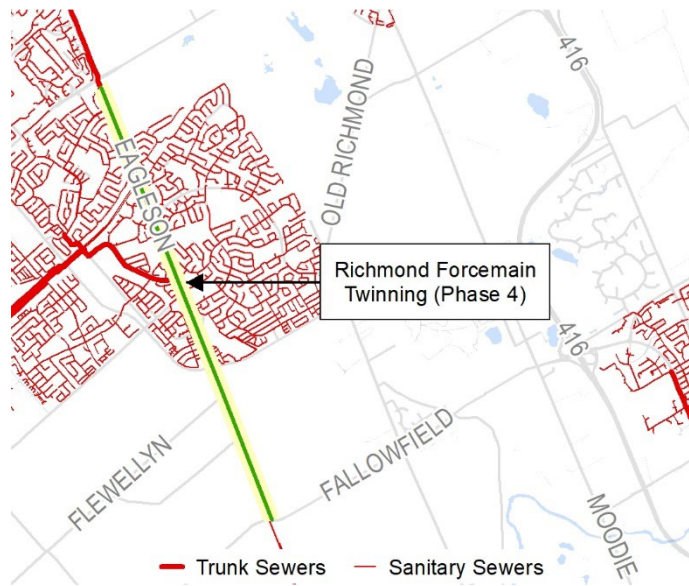 416
EAGLESON
OLD RICHMOND
Richmond Forcemain
Twinning (Phase 4)
416
FLEWELLYN
FALLOWFIELD
MOODIE
Trunk Sewers
Sanitary Sewers